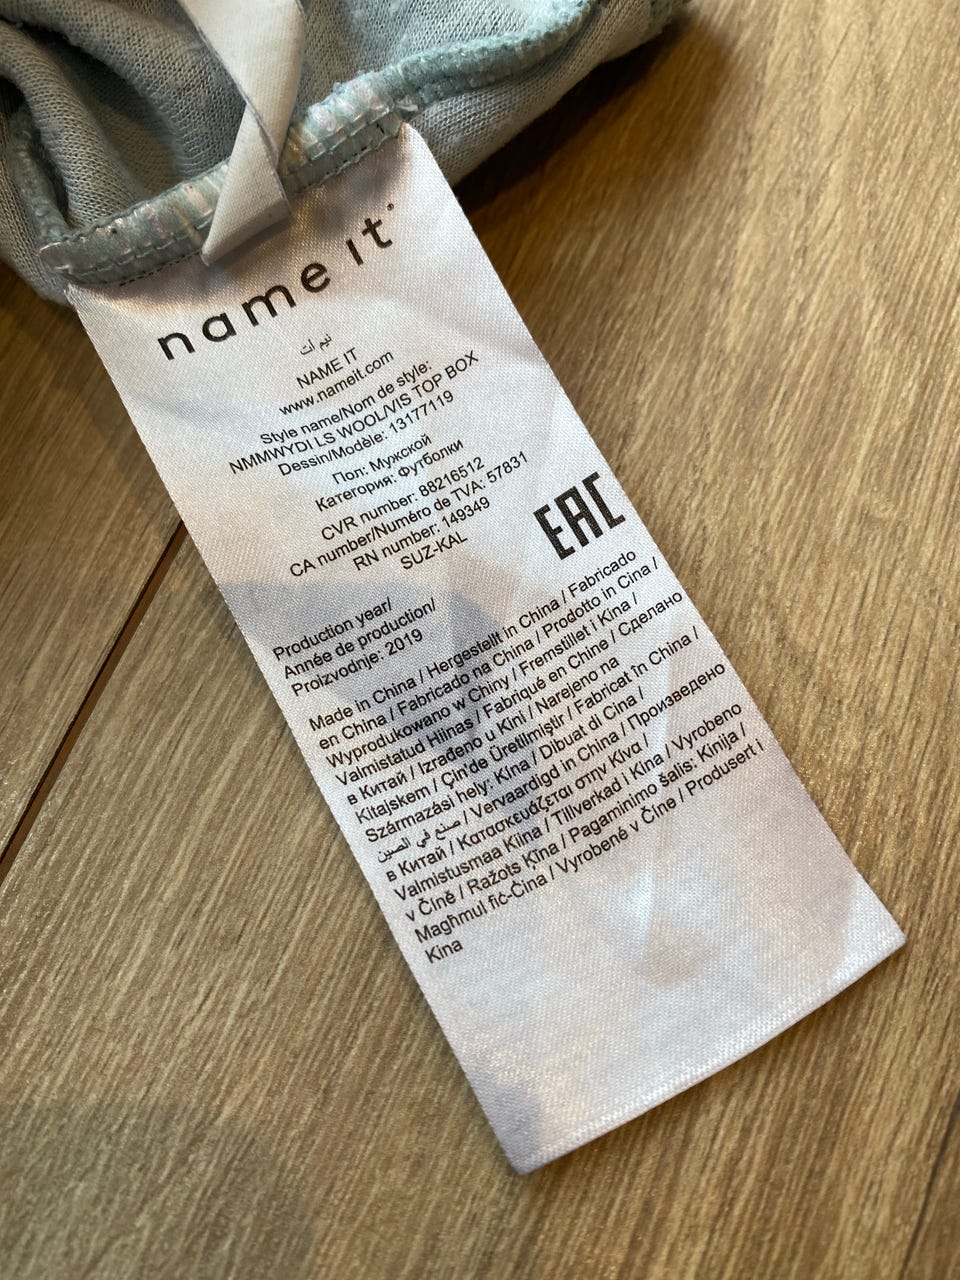 name it
نيم ات
NAME IT
www.nameit.com
Style name/Nom de style:
NMMWYDI LS WOOL/VIS TOP BOX
Dessin/Modèle: 13177119
Пол: Мужской
Категория: Футболки
CVR number: 88216512
CA number/Numéro de TVA: 57831
RN number: 149349
SUZ-KAL
EAC
Production year/
Année de production/
Proizvodnje: 2019
Made in China / Hergestellt in China / Fabricado
en China / Fabricado na China / Prodotto in Cina /
Wyprodukowano w Chiny / Fremstillet i Kina /
Valmistatud Hiinas / Fabriqué en Chine / Сделано
в Китай / Izrađeno u Kini / Narejeno na
Kitajskem / Çin'de Üretilmiştir / Fabricat în China /
Származási hely: Kína / Dibuat di Cina /
صنع في الصين / Vervaardigd in China / Произведено
в Китай / Κατασκευάζεται στην Κίνα /
Valmistusmaa Kiina / Tillverkad i Kina / Vyrobeno
v Číně / Ražots Ķīna / Pagaminimo šalis: Kinija /
Magħmul fiċ-Ċina / Vyrobené v Číne / Produsert i
Kina